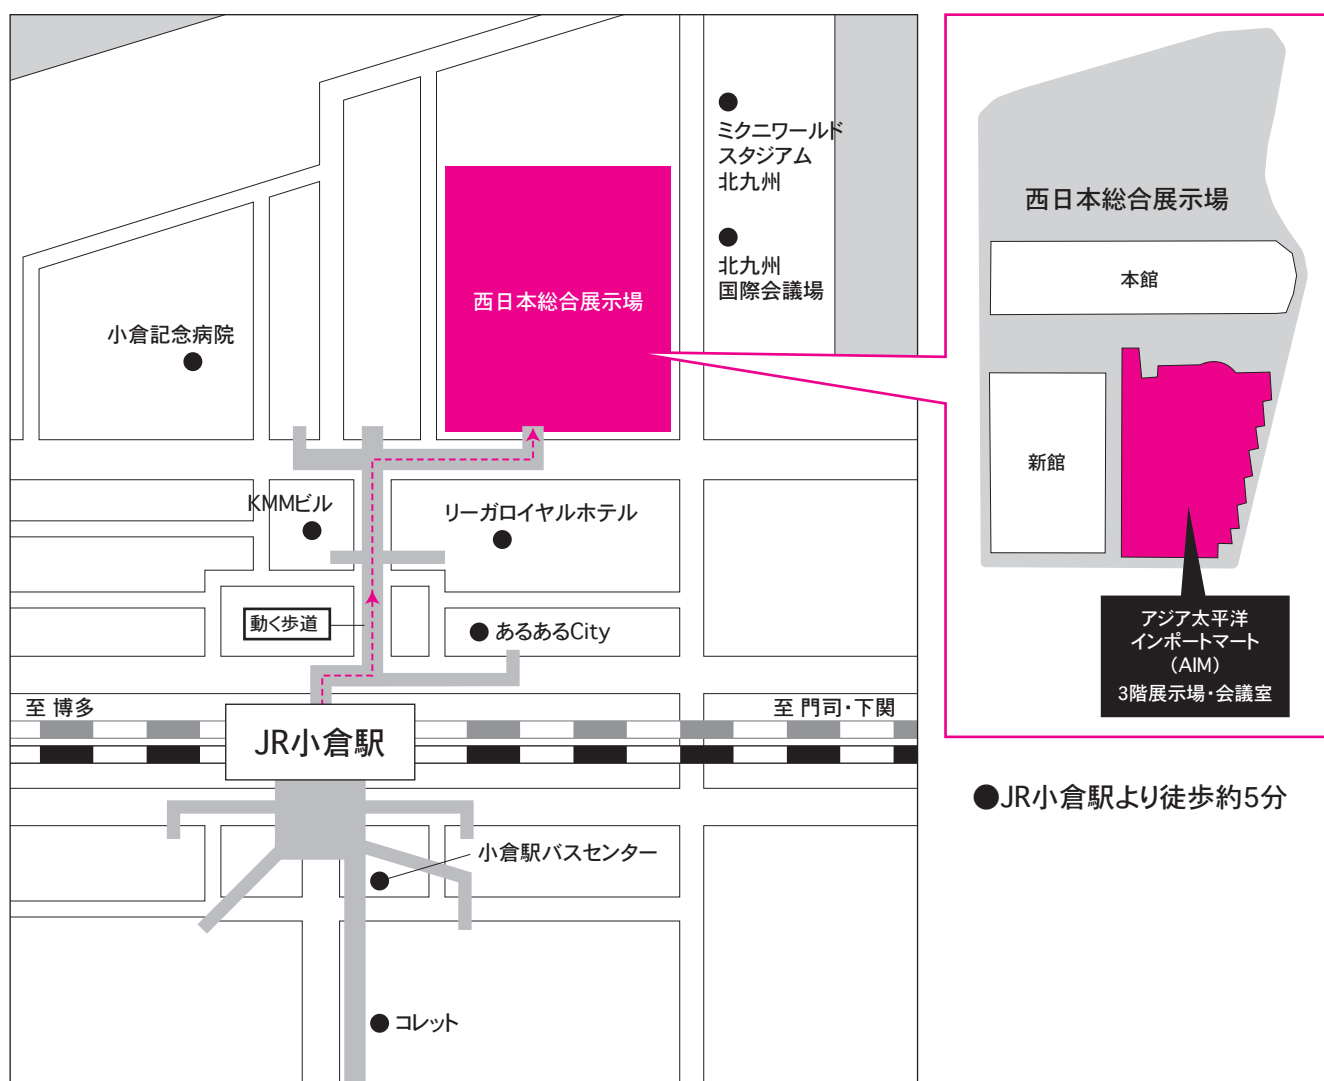 ミクニワールド
スタジアム
北九州
北九州
国際会議場
西日本総合展示場
小倉記念病院
KMMビル
リーガロイヤルホテル
動く歩道
あるあるCity
至 博多
至 門司・下関
JR小倉駅
小倉駅バスセンター
コレット
西日本総合展示場
本館
新館
アジア太平洋
インポートマート
(AIM)
3階展示場・会議室
●JR小倉駅より徒歩約5分